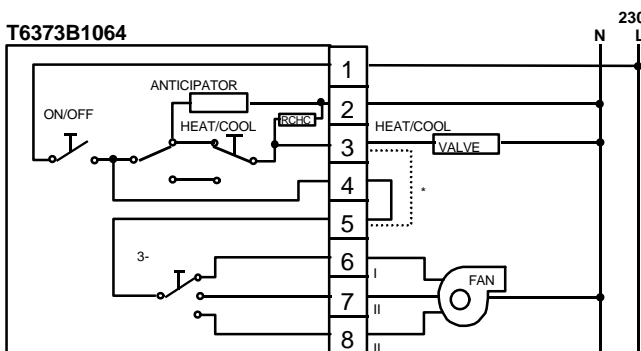 T6373B1064
230
N L
1
ANTICIPATOR
ON/OFF
2
RCHC
HEAT/COOL
HEAT/COOL
3
VALVE
4
*
5
3-
6
I
FAN
7
II
8
II